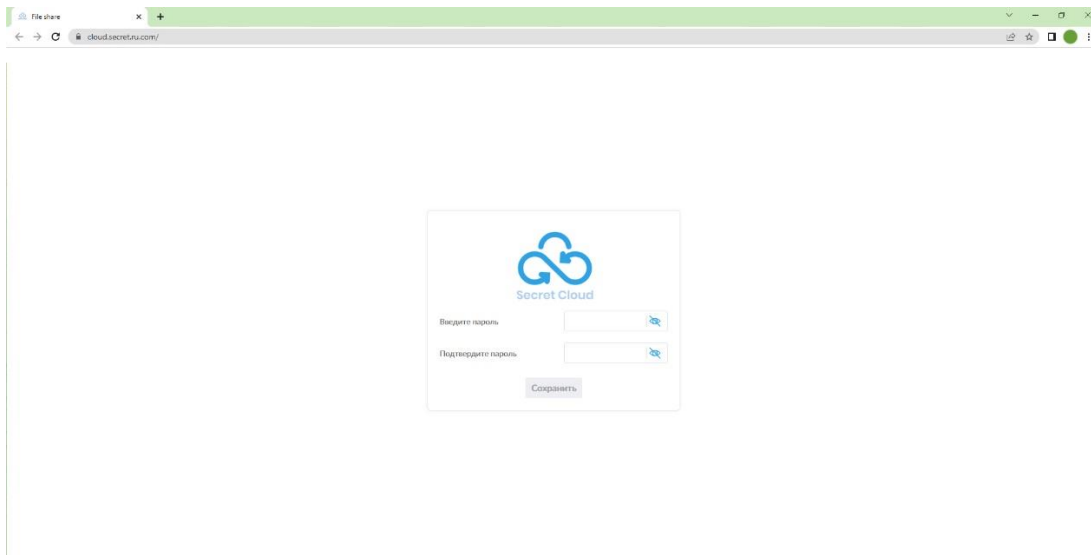 File share
cloud.secret.ru.com/
Secret Cloud
Введите пароль
Подтвердите пароль
Сохранить